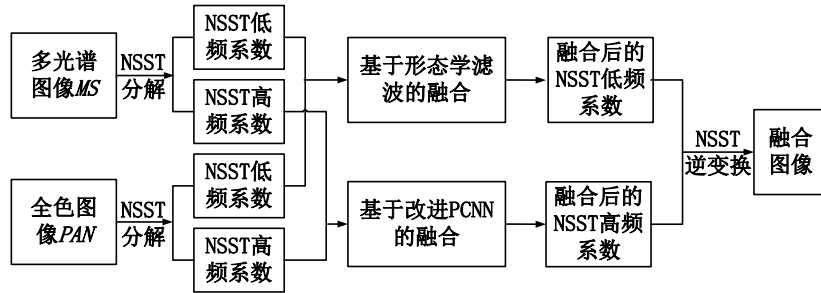 多光谱
图像MS
NSST
分解
NSST低
频系数
NSST高
频系数
基于形态学滤
波的融合
融合后的
NSST低频
系数
全色图
像PAN
NSST
分解
NSST低
频系数
NSST高
频系数
基于改进PCNN
的融合
融合后的
NSST高频
系数
NSST
逆变换
融合
图像